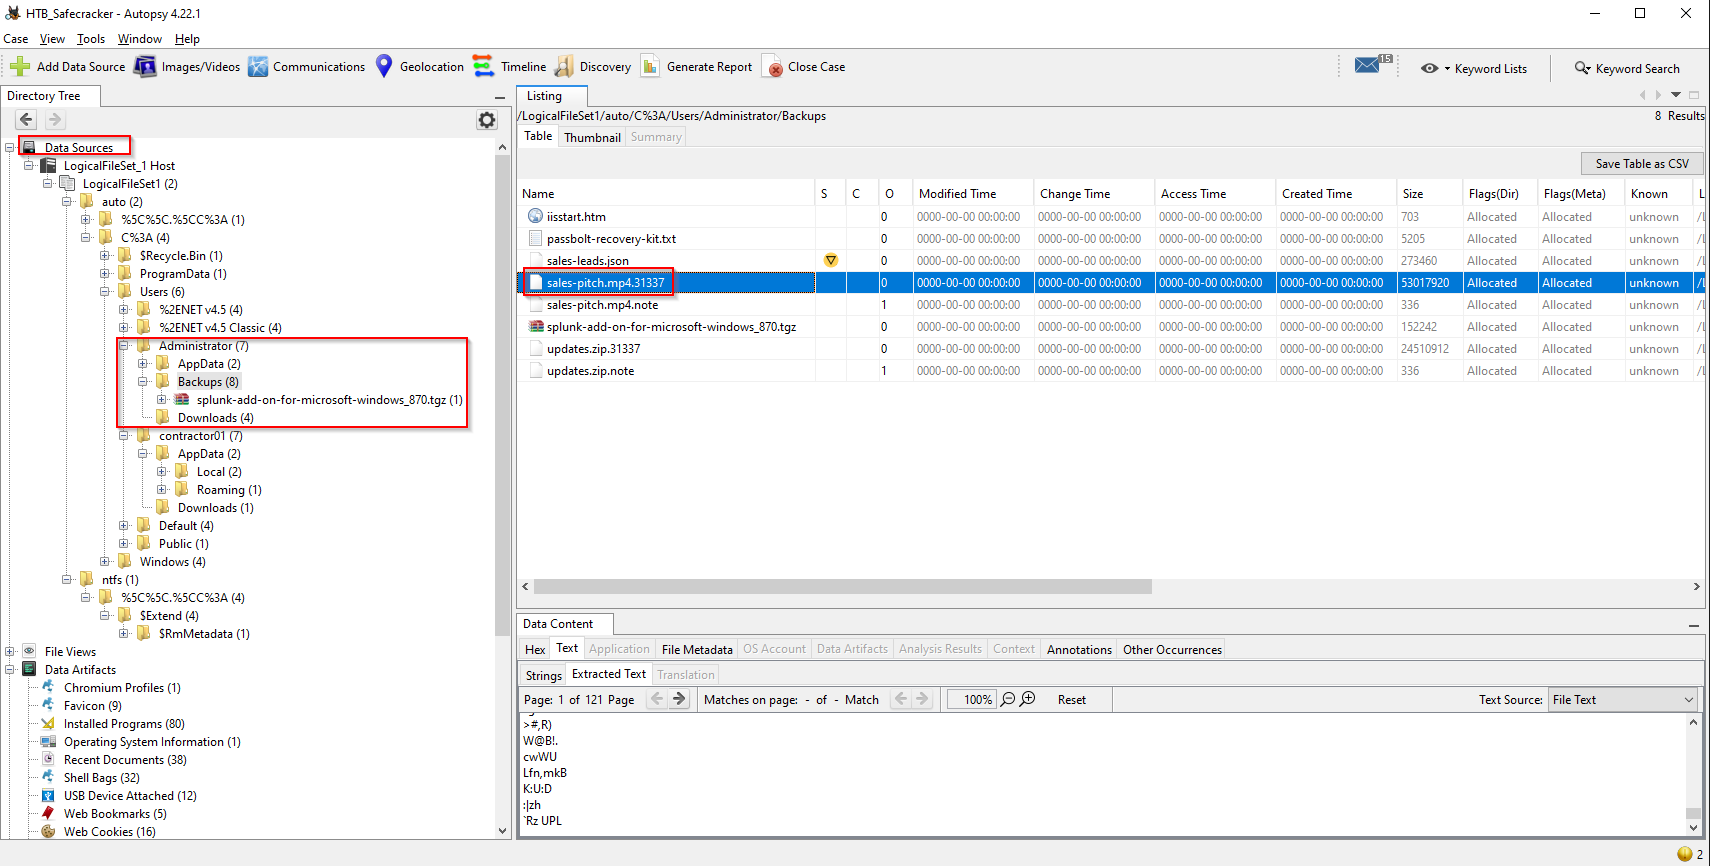 HTB_Safecracker - Autopsy 4.22.1
Case View Tools Window Help
Add Data Source Images/Videos Communications Geolocation Timeline Discovery Generate Report Close Case 15 Keyword Lists Keyword Search
Directory Tree
Data Sources
LogicalFileSet_1 Host
LogicalFileSet1 (2)
auto (2)
%5C%5C.%5CC%3A (1)
C%3A (4)
$Recycle.Bin (1)
ProgramData (1)
Users (6)
%2ENET v4.5 (4)
%2ENET v4.5 Classic (4)
Administrator (7)
AppData (2)
Backups (8)
splunk-add-on-for-microsoft-windows_870.tgz (1)
Downloads (4)
contractor01 (7)
AppData (2)
Local (2)
Roaming (1)
Downloads (1)
Default (4)
Public (1)
Windows (4)
ntfs (1)
%5C%5C.%5CC%3A (4)
$Extend (4)
$RmMetadata (1)
File Views
Data Artifacts
Chromium Profiles (1)
Favicon (9)
Installed Programs (80)
Operating System Information (1)
Recent Documents (38)
Shell Bags (32)
USB Device Attached (12)
Web Bookmarks (5)
Web Cookies (16)
Listing
/LogicalFileSet1/auto/C%3A/Users/Administrator/Backups 8 Results
Table Thumbnail Summary
Save Table as CSV
Name S C O Modified Time Change Time Access Time Created Time Size Flags(Dir) Flags(Meta) Known L
iisstart.htm 0 0000-00-00 00:00:00 0000-00-00 00:00:00 0000-00-00 00:00:00 0000-00-00 00:00:00 703 Allocated Allocated unknown /L
passbolt-recovery-kit.txt 0 0000-00-00 00:00:00 0000-00-00 00:00:00 0000-00-00 00:00:00 0000-00-00 00:00:00 5205 Allocated Allocated unknown /L
sales-leads.json 0 0000-00-00 00:00:00 0000-00-00 00:00:00 0000-00-00 00:00:00 0000-00-00 00:00:00 273460 Allocated Allocated unknown /L
sales-pitch.mp4.31337 0 0000-00-00 00:00:00 0000-00-00 00:00:00 0000-00-00 00:00:00 0000-00-00 00:00:00 53017920 Allocated Allocated unknown /L
sales-pitch.mp4.note 1 0000-00-00 00:00:00 0000-00-00 00:00:00 0000-00-00 00:00:00 0000-00-00 00:00:00 336 Allocated Allocated unknown /L
splunk-add-on-for-microsoft-windows_870.tgz 0 0000-00-00 00:00:00 0000-00-00 00:00:00 0000-00-00 00:00:00 0000-00-00 00:00:00 152242 Allocated Allocated unknown /L
updates.zip.31337 0 0000-00-00 00:00:00 0000-00-00 00:00:00 0000-00-00 00:00:00 0000-00-00 00:00:00 24510912 Allocated Allocated unknown /L
updates.zip.note 1 0000-00-00 00:00:00 0000-00-00 00:00:00 0000-00-00 00:00:00 0000-00-00 00:00:00 336 Allocated Allocated unknown /L
Data Content
Hex Text Application File Metadata OS Account Data Artifacts Analysis Results Context Annotations Other Occurrences
Strings Extracted Text Translation
Page: 1 of 121 Page Matches on page: - of - Match 100% Reset Text Source: File Text
>#,R)
W@B!.
cwWU
Lfn,mkB
K:U:D
:|zh
`Rz UPL
2